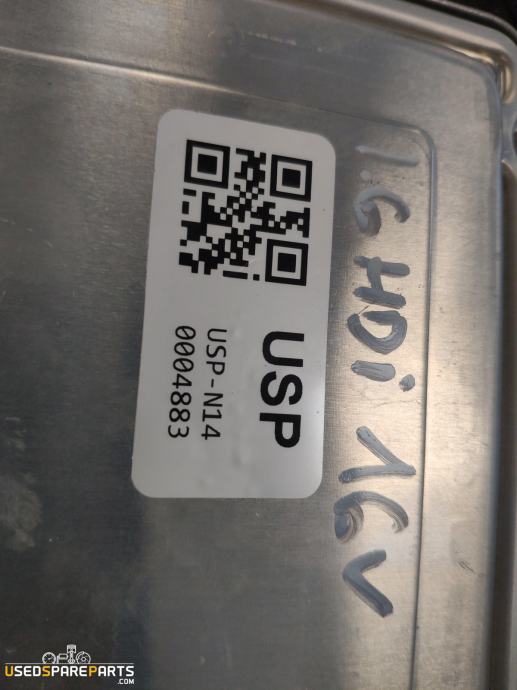 1.6 HDi 16V
USP
USP-N14
0004883
USEDSPAREPARTS
.COM